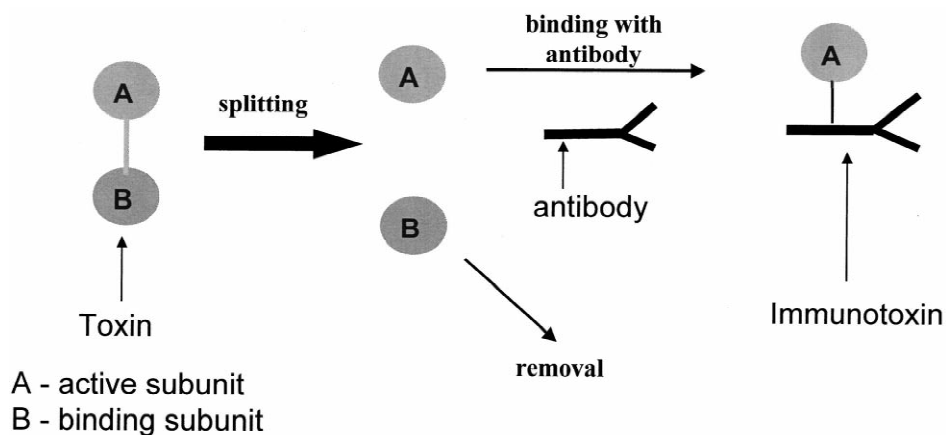 A
B
Toxin
A - active subunit
B - binding subunit
splitting
A
B
removal
binding with
antibody
antibody
A
Immunotoxin